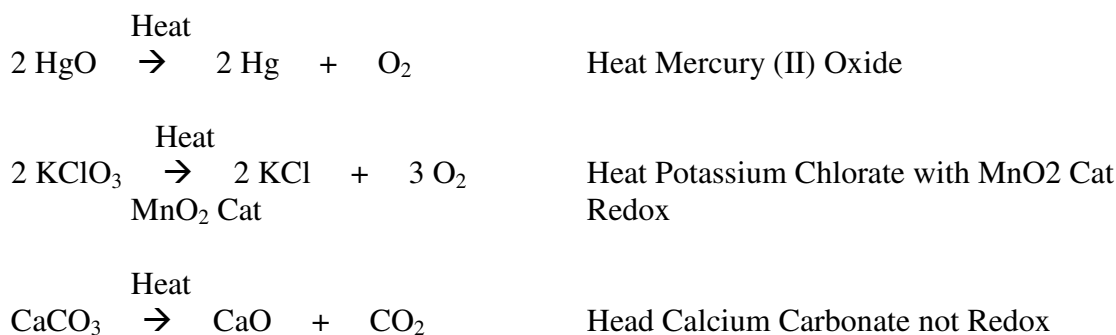 Heat
2 HgO → 2 Hg + O₂ Heat Mercury (II) Oxide
Heat
2 KClO₃ → 2 KCl + 3 O₂ Heat Potassium Chlorate with MnO2 Cat
MnO₂ Cat Redox
Heat
CaCO₃ → CaO + CO₂ Head Calcium Carbonate not Redox